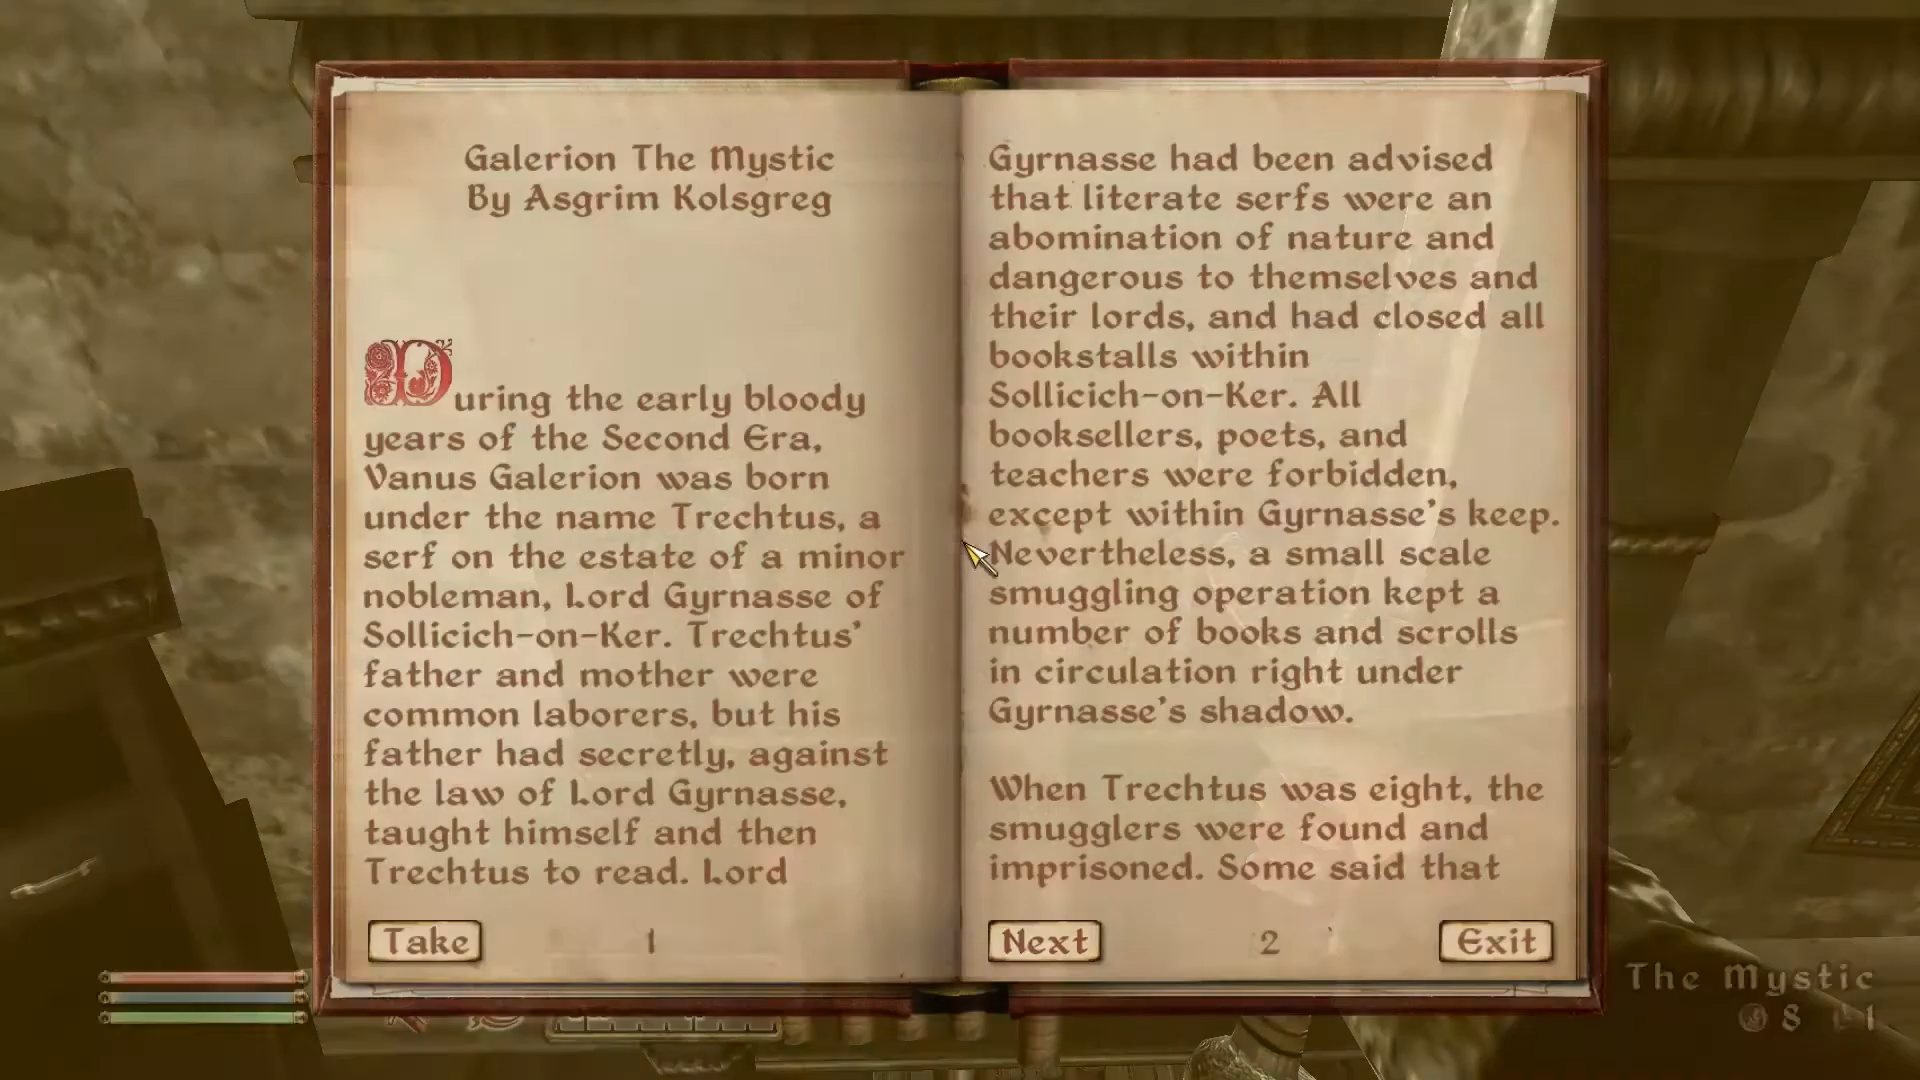 Galerion The Mystic
By Asgrim Kolsgreg
During the early bloody
years of the Second Era,
Vanus Galerion was born
under the name Trechtus, a
serf on the estate of a minor
nobleman, Lord Gyrnasse of
Sollicich-on-Ker. Trechtus'
father and mother were
common laborers, but his
father had secretly, against
the law of Lord Gyrnasse,
taught himself and then
Trechtus to read. Lord
Take
1
Gyrnasse had been advised
that literate serfs were an
abomination of nature and
dangerous to themselves and
their lords, and had closed all
bookstalls within
Sollicich-on-Ker. All
booksellers, poets, and
teachers were forbidden,
except within Gyrnasse's keep.
Nevertheless, a small scale
smuggling operation kept a
number of books and scrolls
in circulation right under
Gyrnasse's shadow.
When Trechtus was eight, the
smugglers were found and
imprisoned. Some said that
Next
2
Exit
The Mystic
8 1